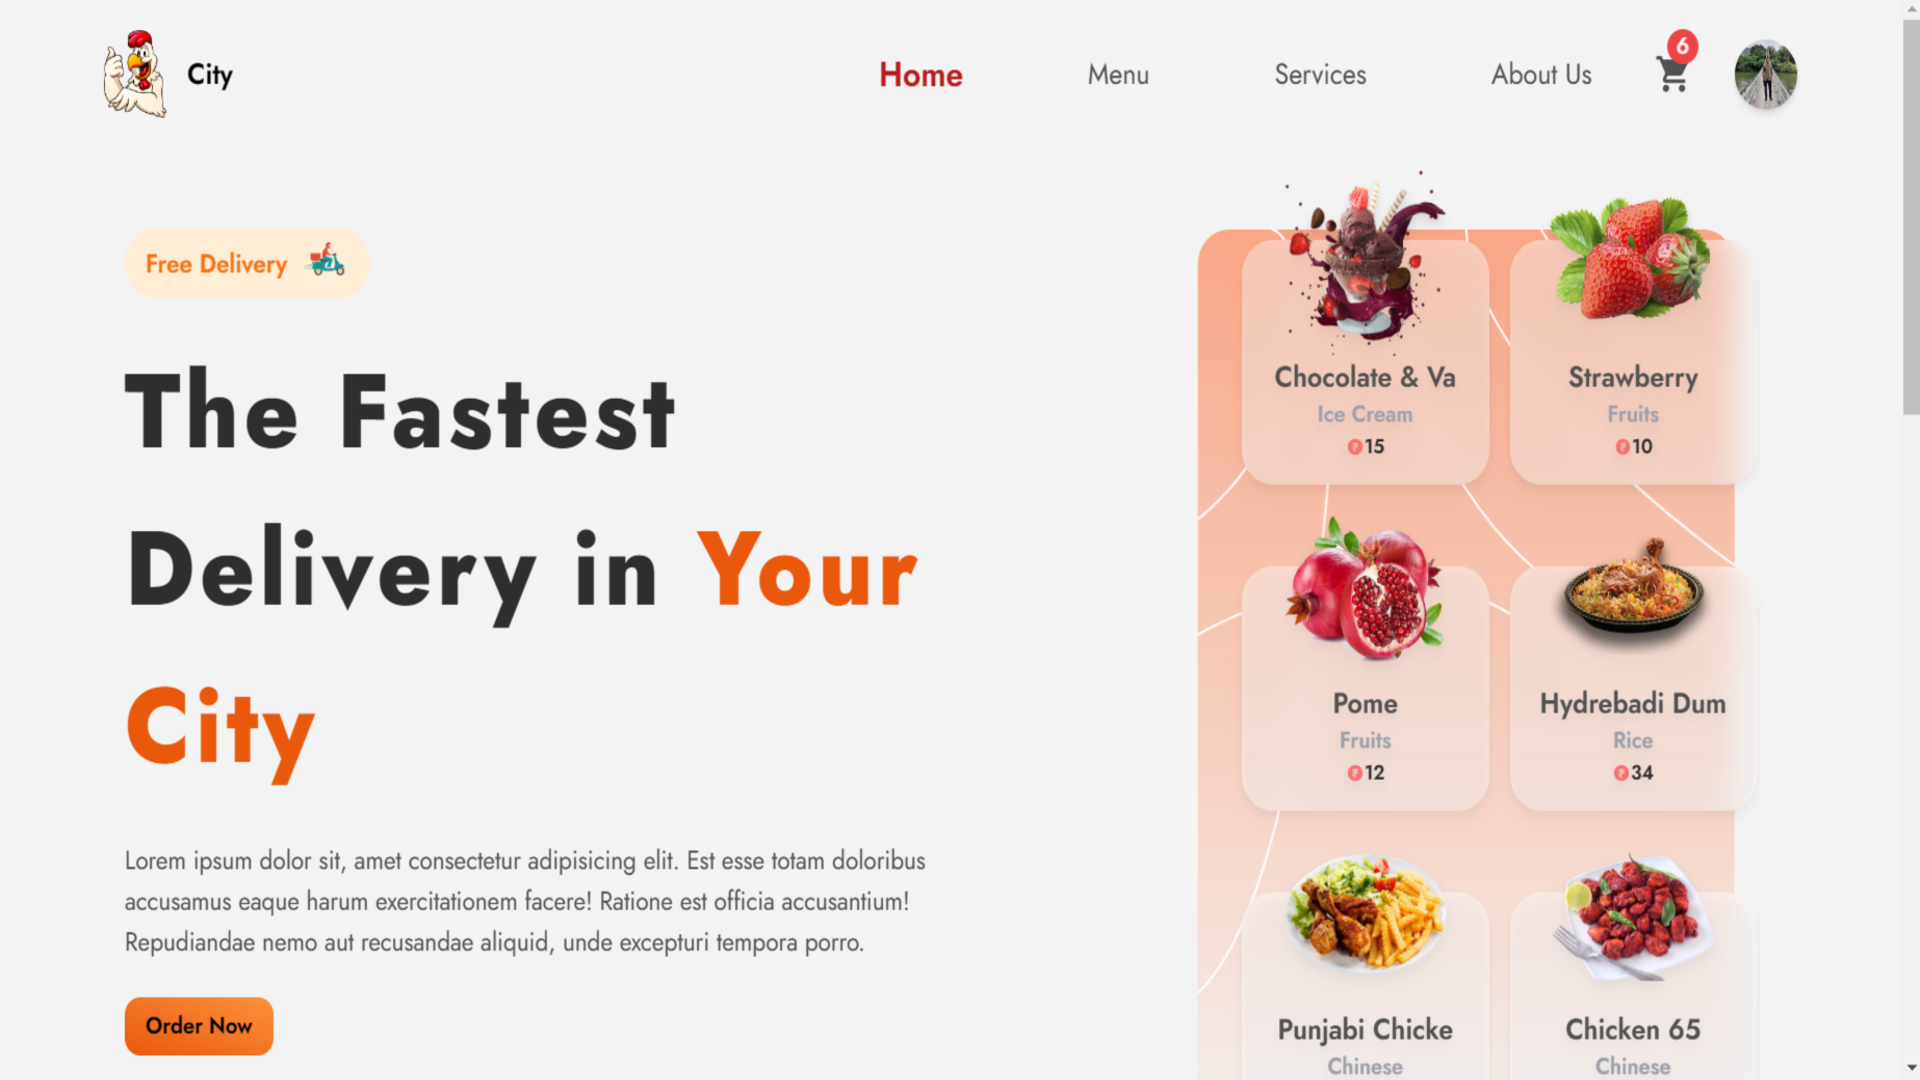 City
Home
Menu
Services
About Us
6
Free Delivery
The Fastest
Delivery in Your
City
Lorem ipsum dolor sit, amet consectetur adipisicing elit. Est esse totam doloribus
accusamus eaque harum exercitationem facere! Ratione est officia accusantium!
Repudiandae nemo aut recusandae aliquid, unde excepturi tempora porro.
Order Now
Chocolate & Va
Ice Cream
15
Strawberry
Fruits
10
Pome
Fruits
12
Hydrebadi Dum
Rice
34
Punjabi Chicke
Chinese
Chicken 65
Chinese